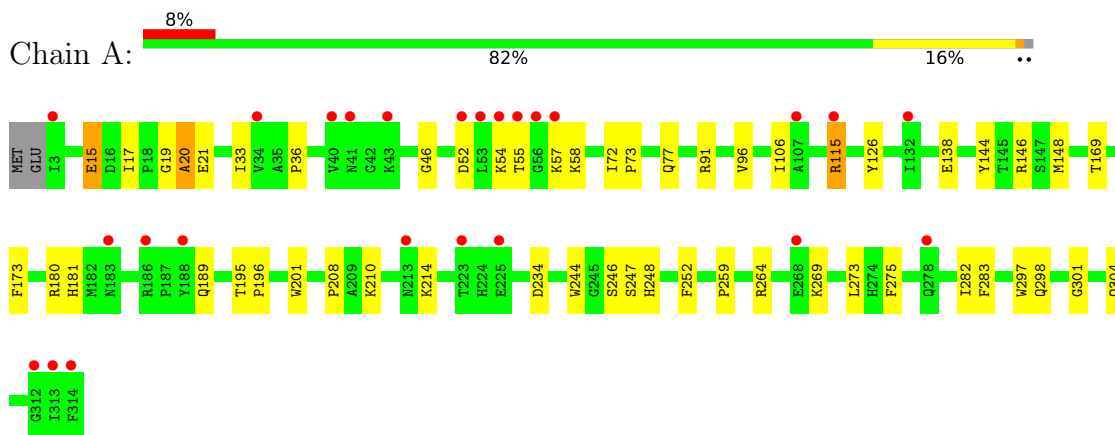 8%
Chain A:
82% 16% ••
MET GLU I3 E15 D16 I17 P18 G19 A20 E21 I33 V34 A35 P36 V40 N41 G42 K43 G46 D52 L53 K54 T55 G56 K57 K58 I72 P73 Q77 R91 V96 I106 A107 R115 Y126 I132 E138 Y144 T145 R146 S147 M148 T169
F173 R180 H181 M182 N183 R186 P187 Y188 Q189 T195 P196 W201 P208 A209 K210 N213 K214 T223 H224 E225 D234 W244 G245 S246 S247 H248 F252 P259 R264 E268 K269 L273 H274 F275 Q278 I282 F283 W297 Q298 G301
G312 I313 F314